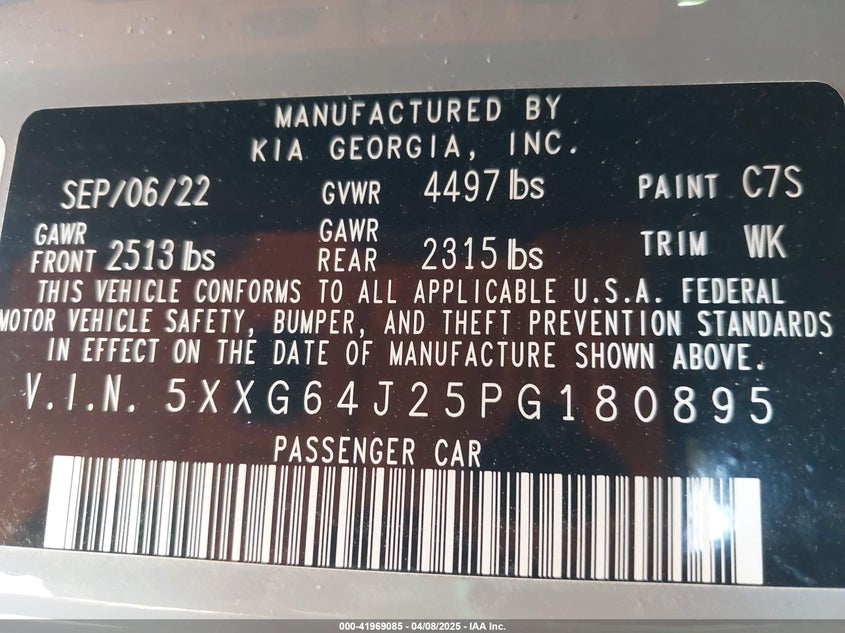 MANUFACTURED BY
KIA GEORGIA, INC.
SEP/06/22 GVWR 4497 lbs PAINT C7S
GAWR FRONT 2513 lbs GAWR REAR 2315 lbs TRIM WK
THIS VEHICLE CONFORMS TO ALL APPLICABLE U.S.A. FEDERAL
MOTOR VEHICLE SAFETY, BUMPER, AND THEFT PREVENTION STANDARDS
IN EFFECT ON THE DATE OF MANUFACTURE SHOWN ABOVE.
V.I.N. 5XXG64J25PG180895
PASSENGER CAR
000-41969085 - 04/08/2025 - IAA Inc.